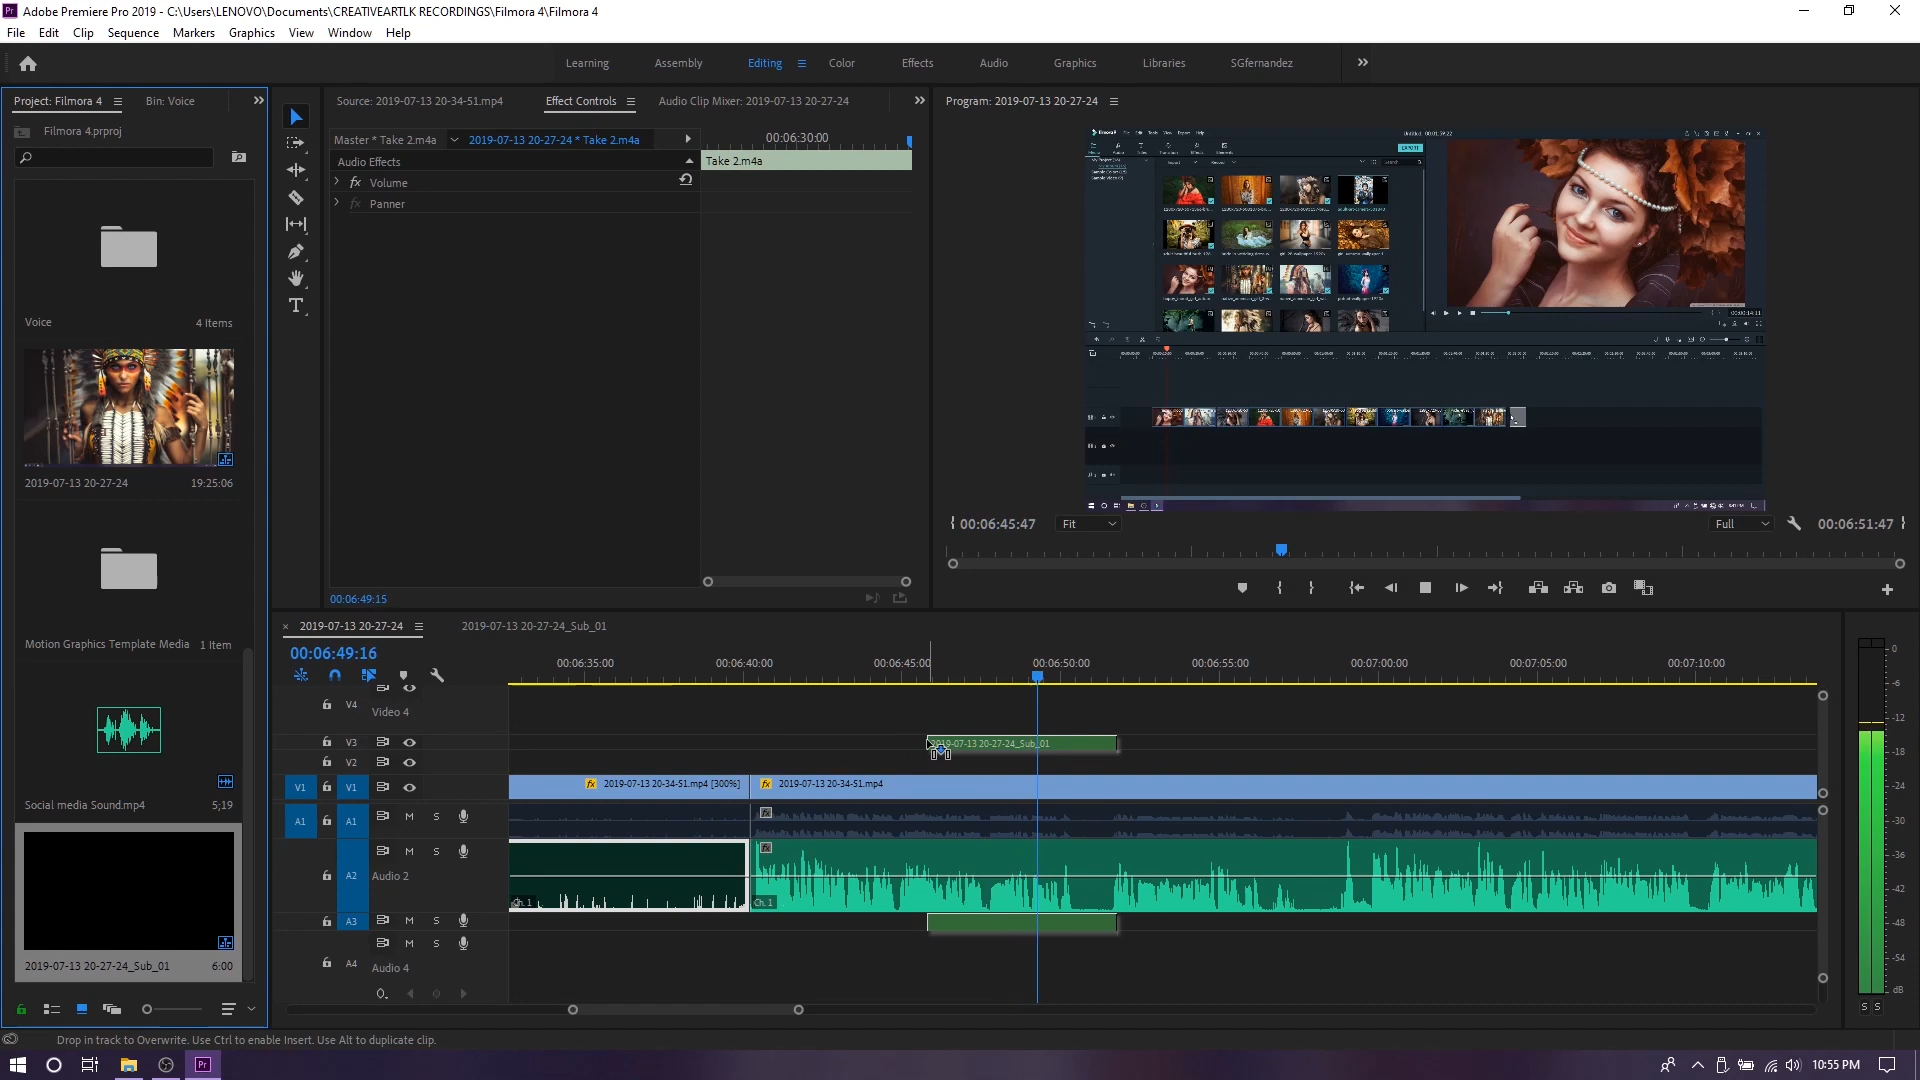 Adobe Premiere Pro 2019 - C:\Users\LENOVO\Documents\CREATIVEARTLK RECORDINGS\Filmora 4\Filmora 4
File Edit Clip Sequence Markers Graphics View Window Help
Learning Assembly Editing Color Effects Audio Graphics Libraries SGfernandez
Project: Filmora 4 Bin: Voice
Filmora 4.prproj
Voice 4 Items
2019-07-13 20-27-24 19:25:06
Motion Graphics Template Media 1 Item
Social media Sound.mp4 5;19
2019-07-13 20-27-24_Sub_01 6:00
Source: 2019-07-13 20-34-51.mp4 Effect Controls Audio Clip Mixer: 2019-07-13 20-27-24
Master * Take 2.m4a 2019-07-13 20-27-24 * Take 2.m4a 00:06:30:00
Audio Effects Take 2.m4a
fx Volume
fx Panner
00:06:49:15
Program: 2019-07-13 20-27-24
EXPORT
00:06:45:47 Fit Full 00:06:51:47
2019-07-13 20-27-24 2019-07-13 20-27-24_Sub_01
00:06:49:16
00:06:35:00 00:06:40:00 00:06:45:00 00:06:50:00 00:06:55:00 00:07:00:00 00:07:05:00 00:07:10:00
V4 Video 4
V3 2019-07-13 20-27-24_Sub_01
V2
V1 V1 fx 2019-07-13 20-34-51.mp4 [300%] fx 2019-07-13 20-34-51.mp4
A1 A1 M S fx
M S fx
A2 Audio 2
Ch. 1 Ch. 1
A3 M S
M S
A4 Audio 4
0
-6
-12
-18
-24
-30
-36
-42
-48
-54
dB
S S
Drop in track to Overwrite. Use Ctrl to enable Insert. Use Alt to duplicate clip.
Pr 10:55 PM